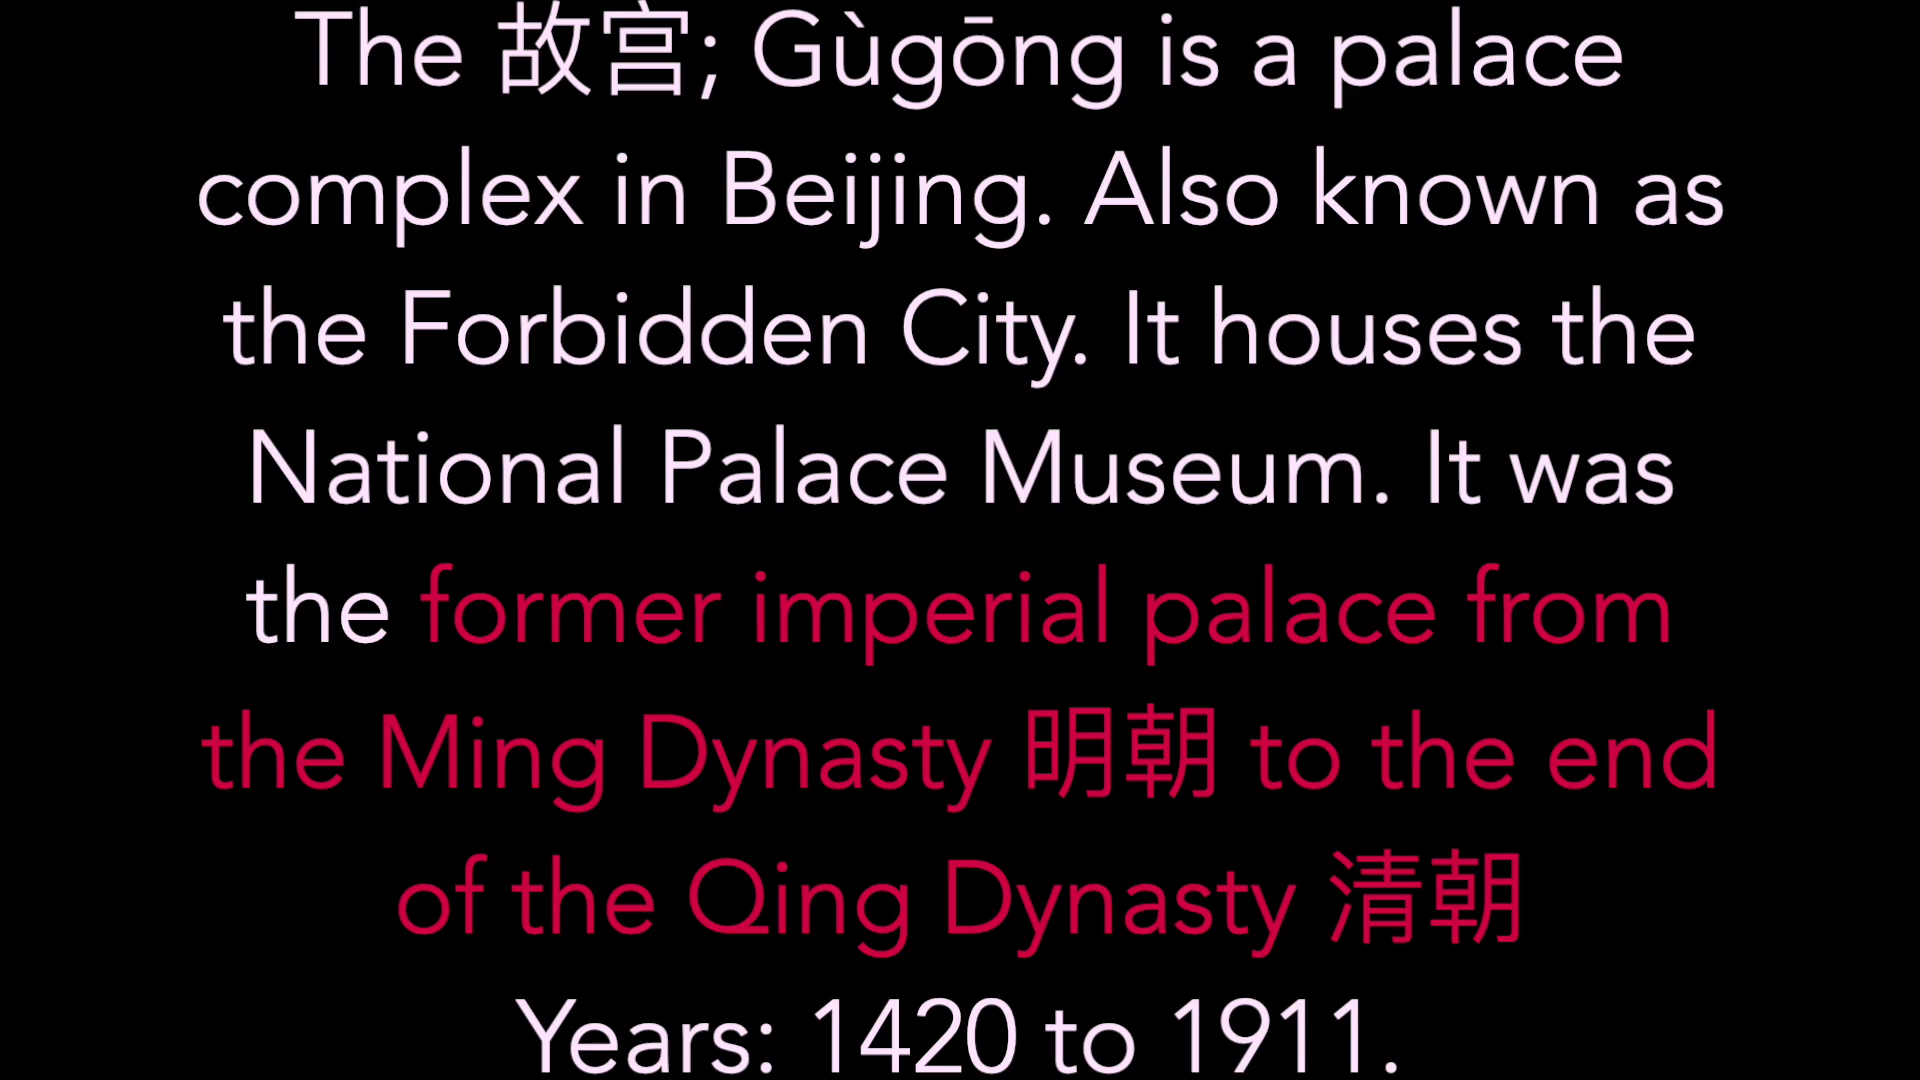 The 故宫; Gùgōng is a palace
complex in Beijing. Also known as
the Forbidden City. It houses the
National Palace Museum. It was
the former imperial palace from
the Ming Dynasty 明朝 to the end
of the Qing Dynasty 清朝
Years: 1420 to 1911.